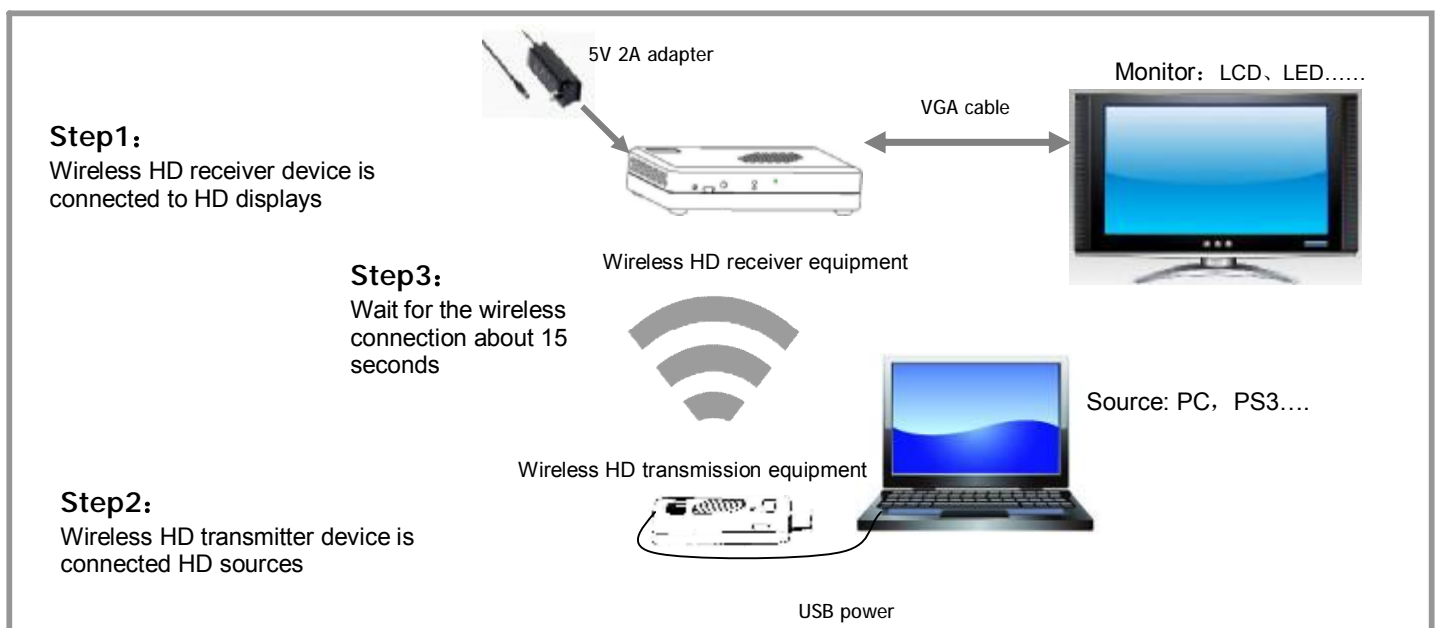 5V 2A adapter
Monitor：LCD、LED……
VGA cable
Step1：
Wireless HD receiver device is
connected to HD displays
Wireless HD receiver equipment
Step3：
Wait for the wireless
connection about 15
seconds
Source: PC，PS3….
Wireless HD transmission equipment
Step2：
Wireless HD transmitter device is
connected HD sources
USB power